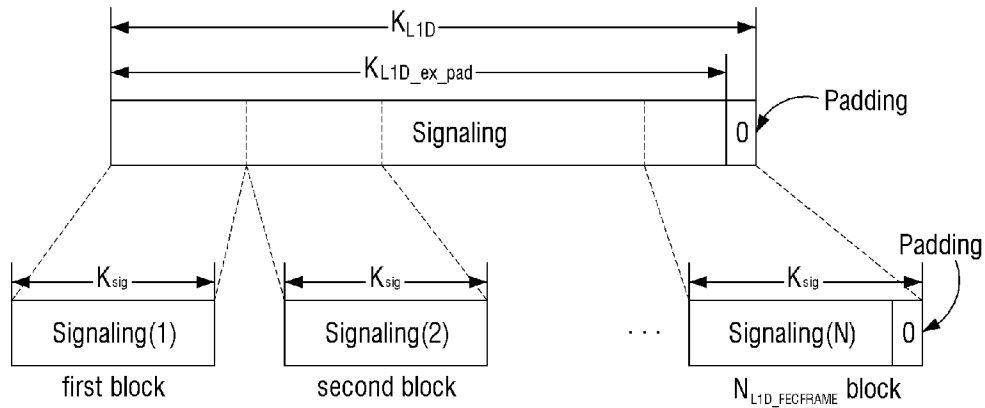 K_L1D
K_L1D_ex_pad
Padding
Signaling
0
Padding
K_sig
K_sig
K_sig
Signaling(1)
Signaling(2)
...
Signaling(N)
0
first block
second block
N_L1D_FECFRAME block